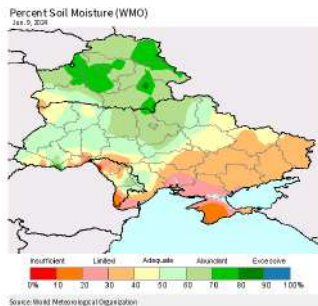 Percent Soil Moisture (WMO)
Jan. 9, 2024
Insufficient Limited Adequate Abundant Excessive
0% 10 20 30 40 50 60 70 80 90 100%
Source: World Meteorological Organization